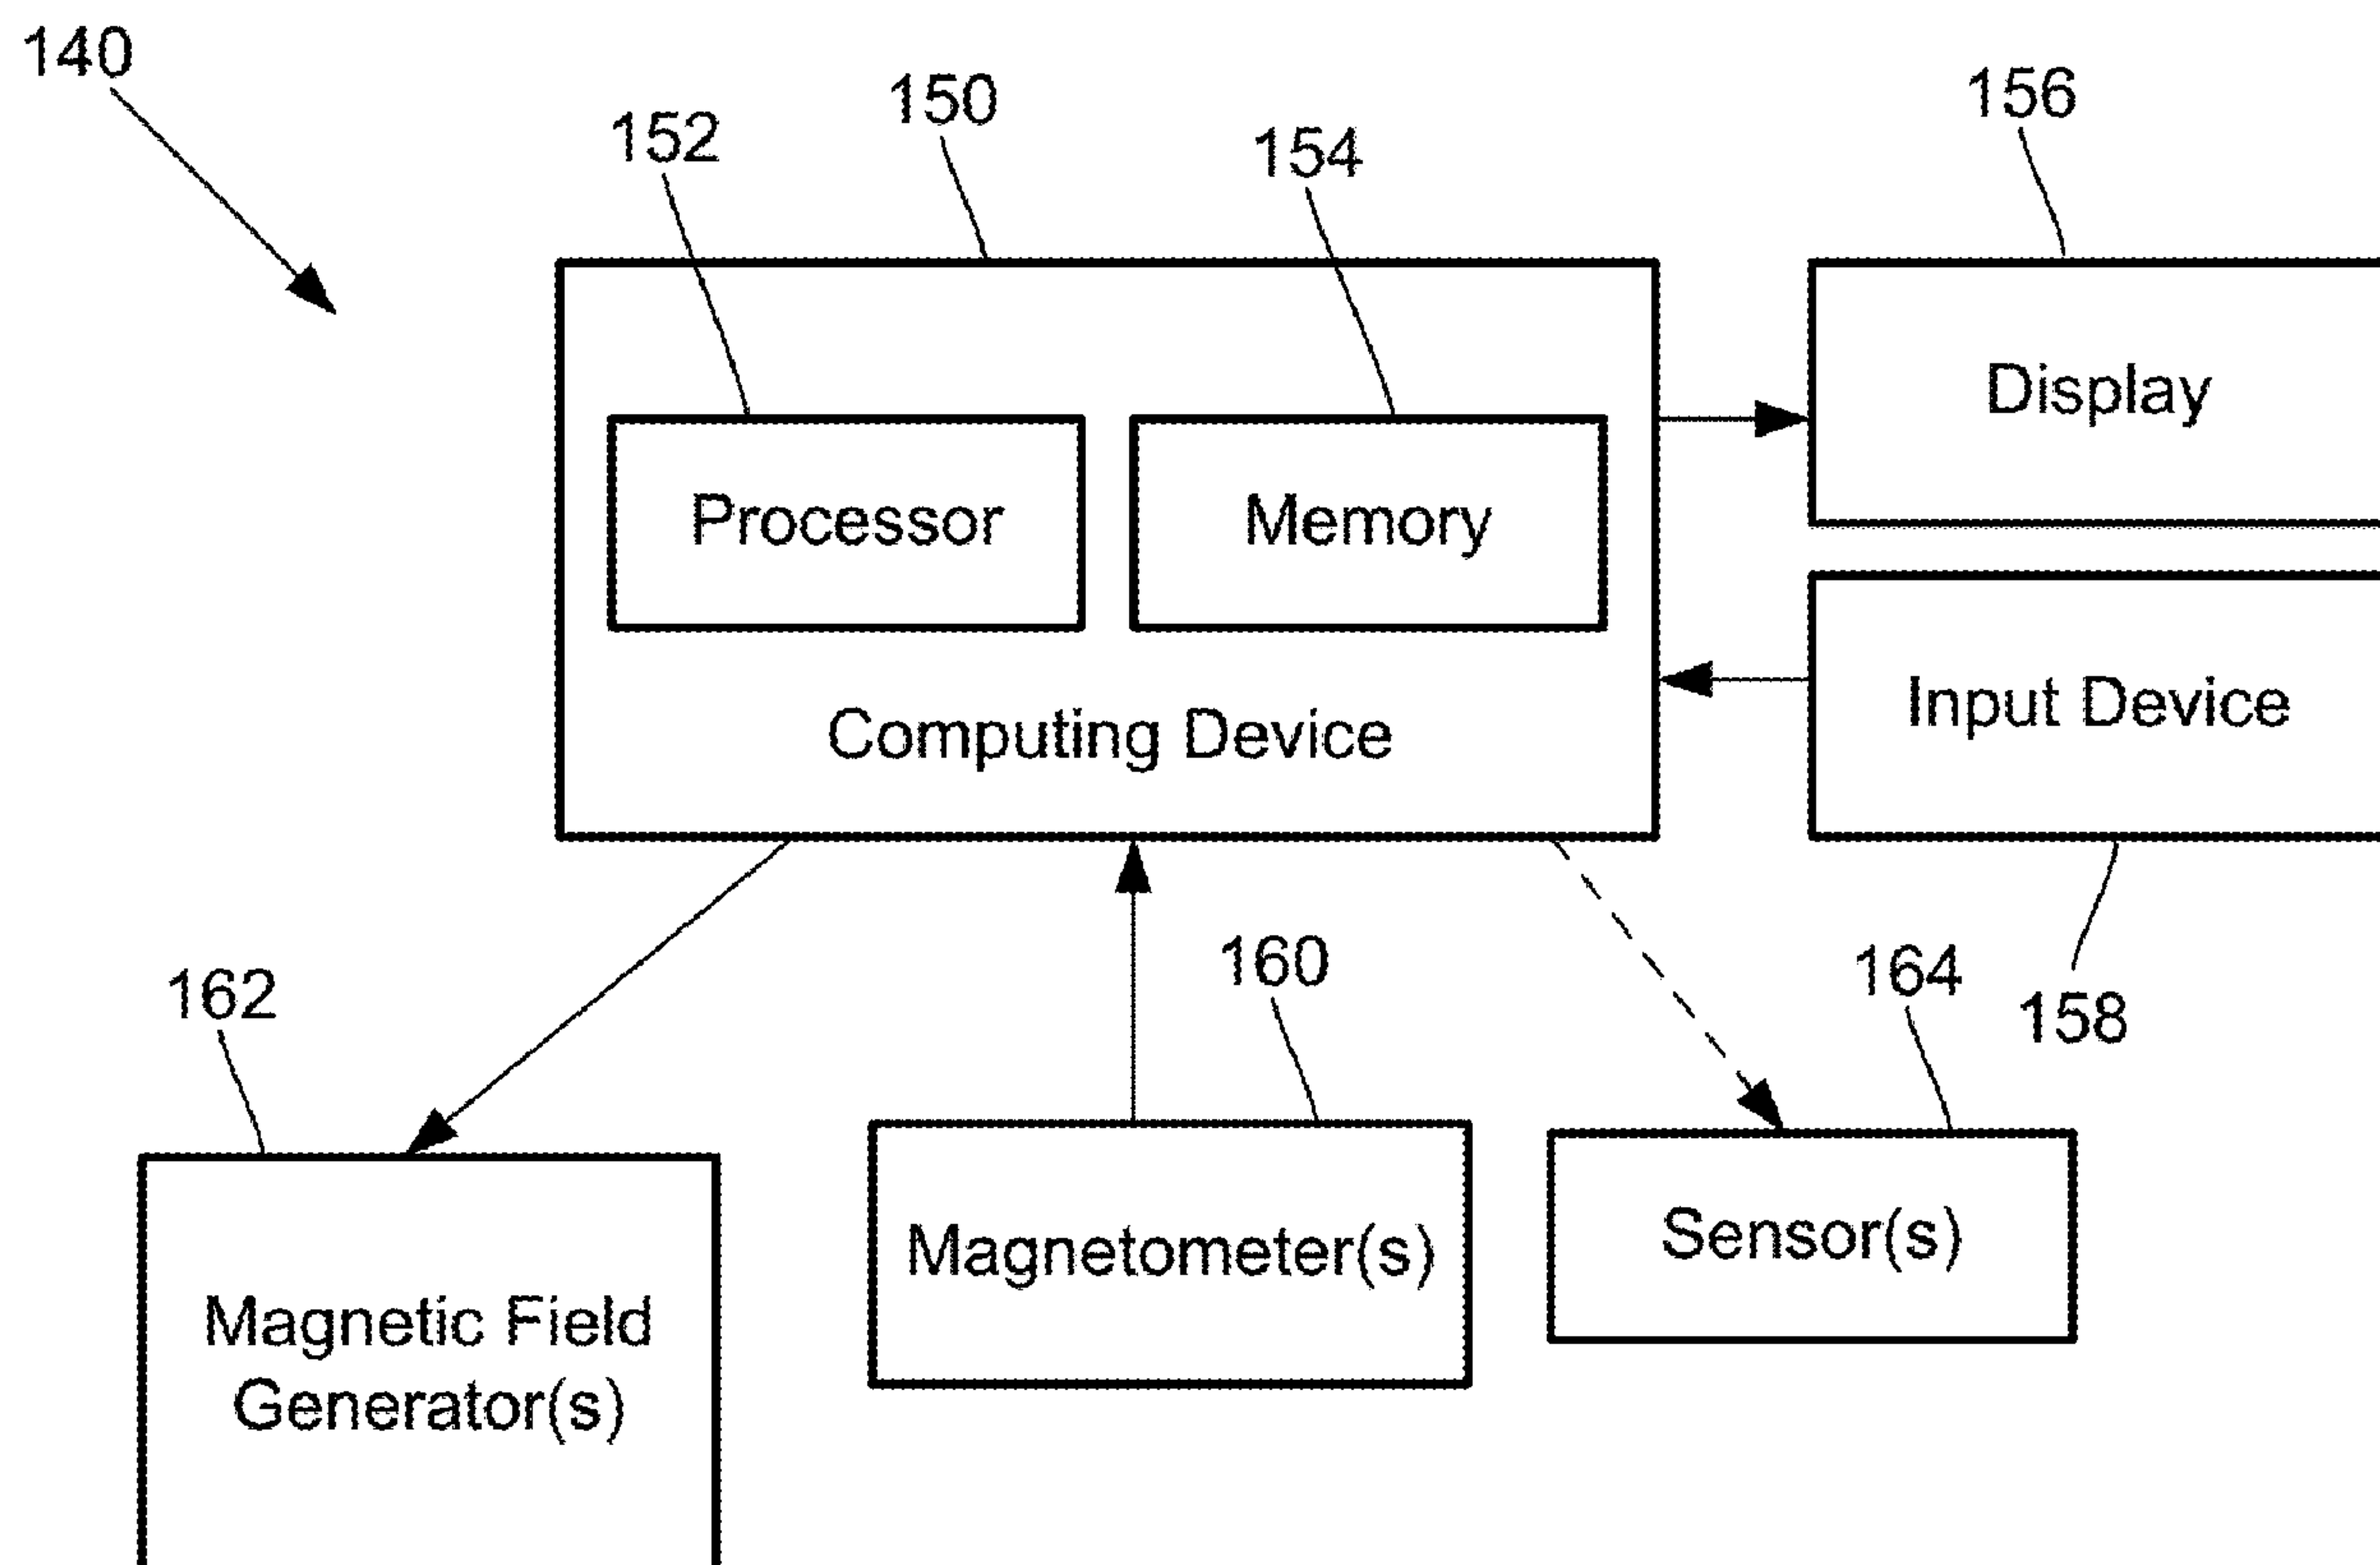 140
150
156
152
154
Display
Processor
Memory
Input Device
Computing Device
160
164
162
158
Magnetometer(s)
Sensor(s)
Magnetic Field
Generator(s)